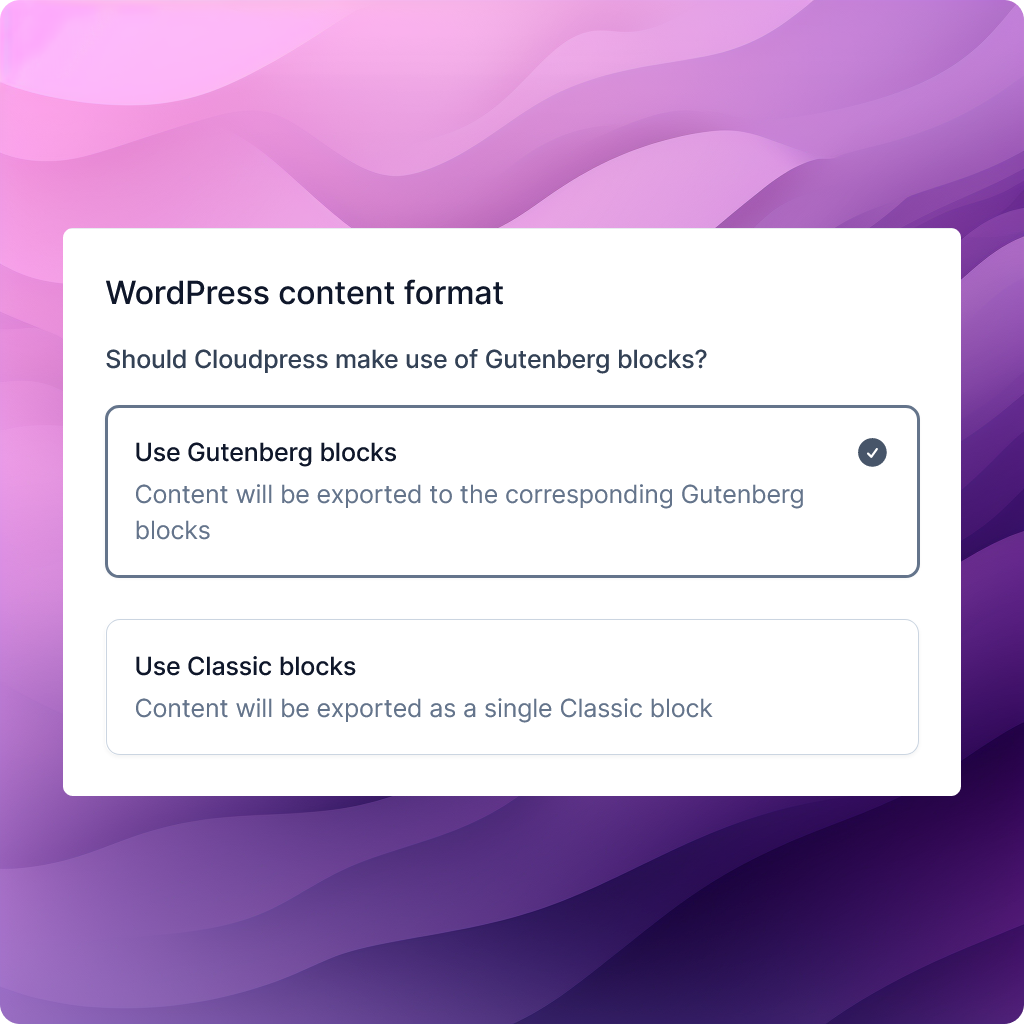 WordPress content format
Should Cloudpress make use of Gutenberg blocks?
Use Gutenberg blocks
Content will be exported to the corresponding Gutenberg
blocks
Use Classic blocks
Content will be exported as a single Classic block